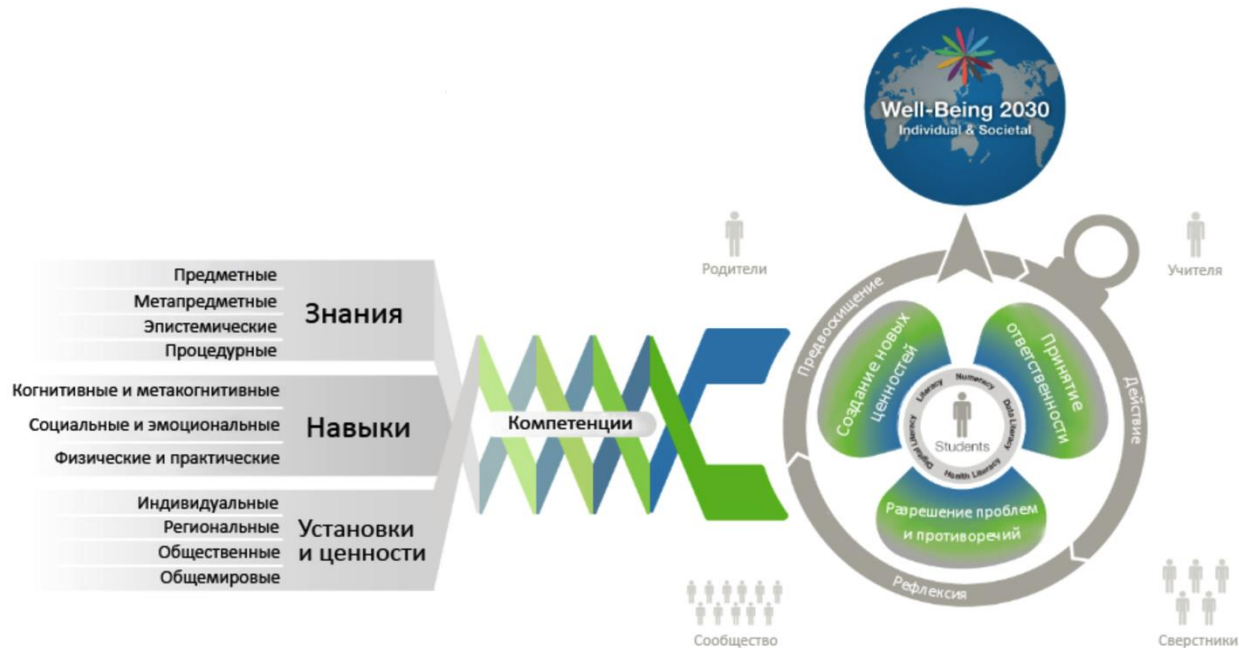 Well-Being 2030
Individual & Societal
Родители
Учителя
Предметные
Метапредметные
Эпистемические
Процедурные
Знания
Когнитивные и метакогнитивные
Социальные и эмоциональные
Физические и практические
Навыки
Индивидуальные
Региональные
Общественные
Общемировые
Установки
и ценности
Компетенции
Предвосхищение
Действие
Рефлексия
Создание новых
ценностей
Принятие
ответственности
Разрешение проблем
и противоречий
Literacy
Numeracy
Data Literacy
Health Literacy
Digital Literacy
Students
Сообщество
Сверстники